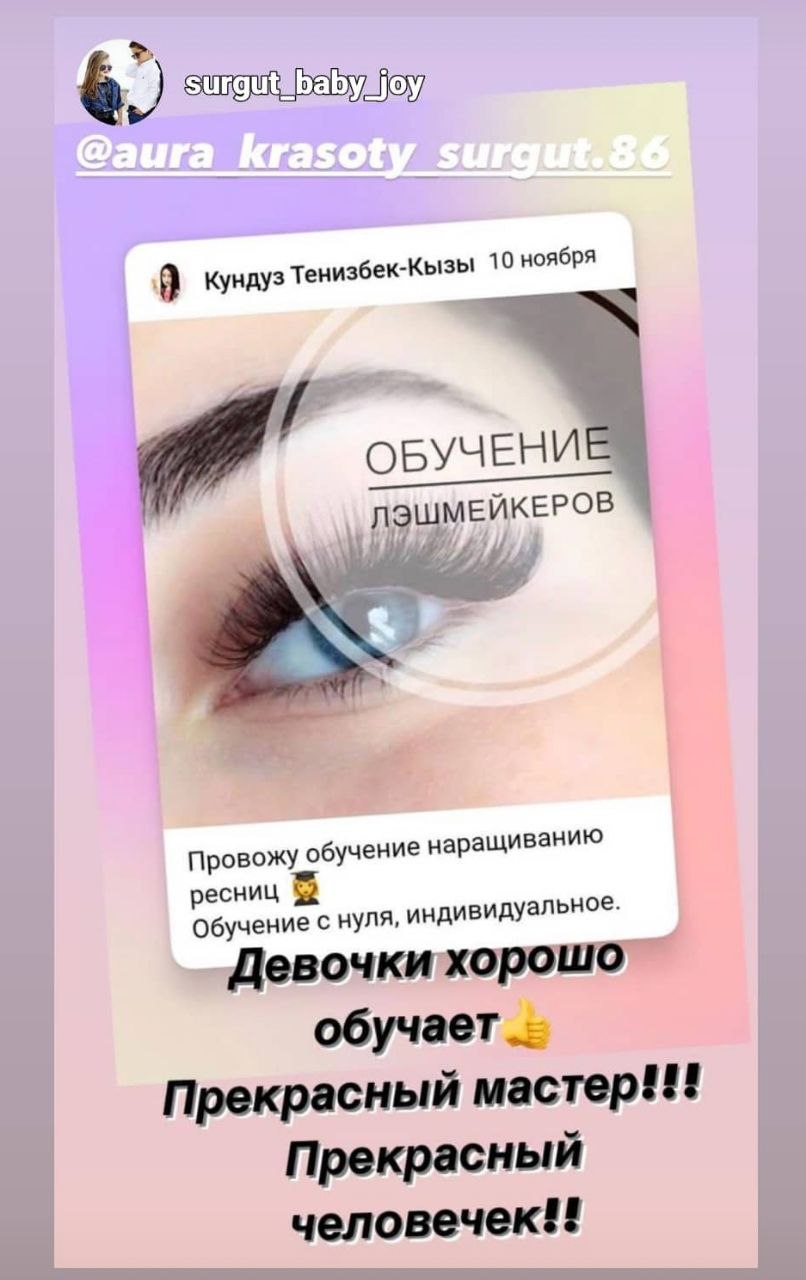 surgut_baby_joy
@aura_krasoty_surgut.86
Кундуз Тенизбек-Кызы 10 ноября
ОБУЧЕНИЕ
ЛЭШМЕЙКЕРОВ
Провожу обучение наращиванию
ресниц 👩‍🎓
Обучение с нуля, индивидуальное.
Девочки хорошо
обучает👍
Прекрасный мастер!!!
Прекрасный
человечек!!